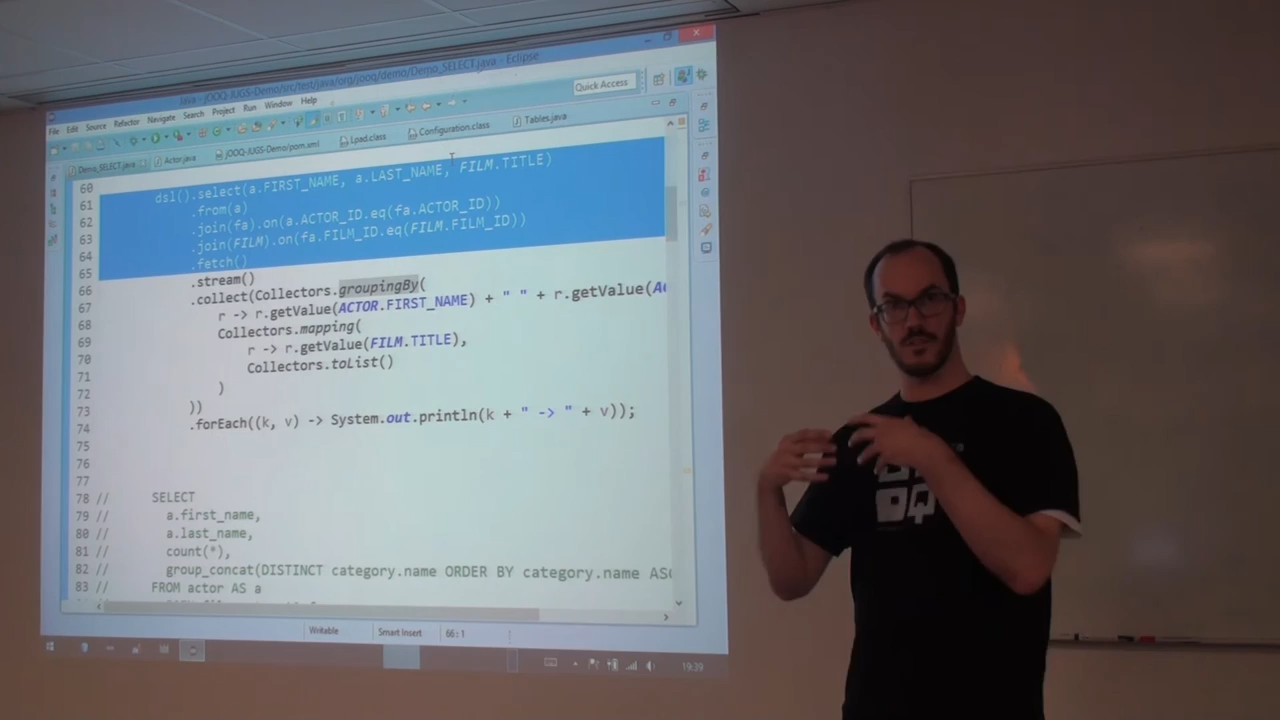 Java - jOOQ-JUGS-Demo/src/test/java/org/jooq/demo/Demo_SELECT.java - Eclipse
File Edit Source Refactor Navigate Search Project Run Window Help
Quick Access
Demo_SELECT.java Actor.java jOOQ-JUGS-Demo/pom.xml Lpad.class Configuration.class Tables.java
60
61 dsl().select(a.FIRST_NAME, a.LAST_NAME, FILM.TITLE)
62 .from(a)
63 .join(fa).on(a.ACTOR_ID.eq(fa.ACTOR_ID))
64 .join(FILM).on(fa.FILM_ID.eq(FILM.FILM_ID))
65 .fetch()
66 .stream()
67 .collect(Collectors.groupingBy(
68 r -> r.getValue(ACTOR.FIRST_NAME) + " " + r.getValue(
69 Collectors.mapping(
70 r -> r.getValue(FILM.TITLE),
71 Collectors.toList()
72 )
73 ))
74 .forEach((k, v) -> System.out.println(k + " -> " + v));
75
76
77
78 // SELECT
79 // a.first_name,
80 // a.last_name,
81 // count(*),
82 // group_concat(DISTINCT category.name ORDER BY category.name ASC
83 // FROM actor AS a
Writable Smart Insert 66:1
19:39